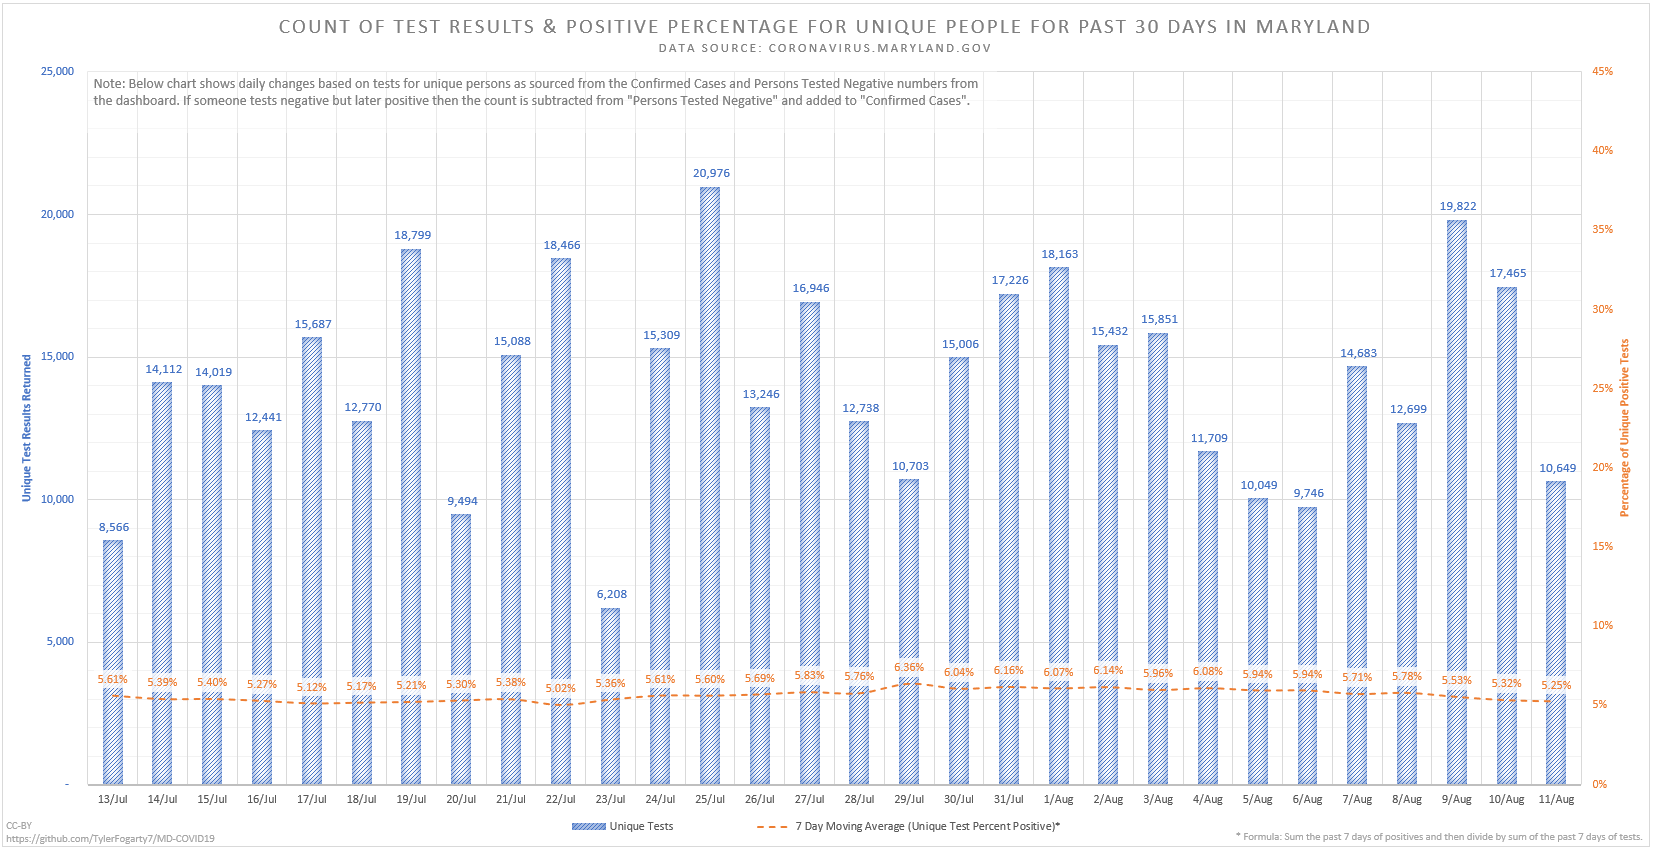 COUNT OF TEST RESULTS & POSITIVE PERCENTAGE FOR UNIQUE PEOPLE FOR PAST 30 DAYS IN MARYLAND
DATA SOURCE: CORONAVIRUS.MARYLAND.GOV
Note: Below chart shows daily changes based on tests for unique persons as sourced from the Confirmed Cases and Persons Tested Negative numbers from
the dashboard. If someone tests negative but later positive then the count is subtracted from "Persons Tested Negative" and added to "Confirmed Cases".
Unique Test Results Returned
25,000
20,000
15,000
10,000
5,000
-
8,566
14,112
14,019
12,441
15,687
12,770
18,799
9,494
15,088
18,466
6,208
15,309
20,976
13,246
16,946
12,738
10,703
15,006
17,226
18,163
15,432
15,851
11,709
10,049
9,746
14,683
12,699
19,822
17,465
10,649
5.61%
5.39%
5.40%
5.27%
5.12%
5.17%
5.21%
5.30%
5.38%
5.02%
5.36%
5.61%
5.60%
5.69%
5.83%
5.76%
6.36%
6.04%
6.16%
6.07%
6.14%
5.96%
6.08%
5.94%
5.94%
5.71%
5.78%
5.53%
5.32%
5.25%
45%
40%
35%
30%
25%
20%
15%
10%
5%
0%
Percentage of Unique Positive Tests
13/Jul
14/Jul
15/Jul
16/Jul
17/Jul
18/Jul
19/Jul
20/Jul
21/Jul
22/Jul
23/Jul
24/Jul
25/Jul
26/Jul
27/Jul
28/Jul
29/Jul
30/Jul
31/Jul
1/Aug
2/Aug
3/Aug
4/Aug
5/Aug
6/Aug
7/Aug
8/Aug
9/Aug
10/Aug
11/Aug
Unique Tests
7 Day Moving Average (Unique Test Percent Positive)*
CC-BY
https://github.com/TylerFogarty7/MD-COVID19
* Formula: Sum the past 7 days of positives and then divide by sum of the past 7 days of tests.